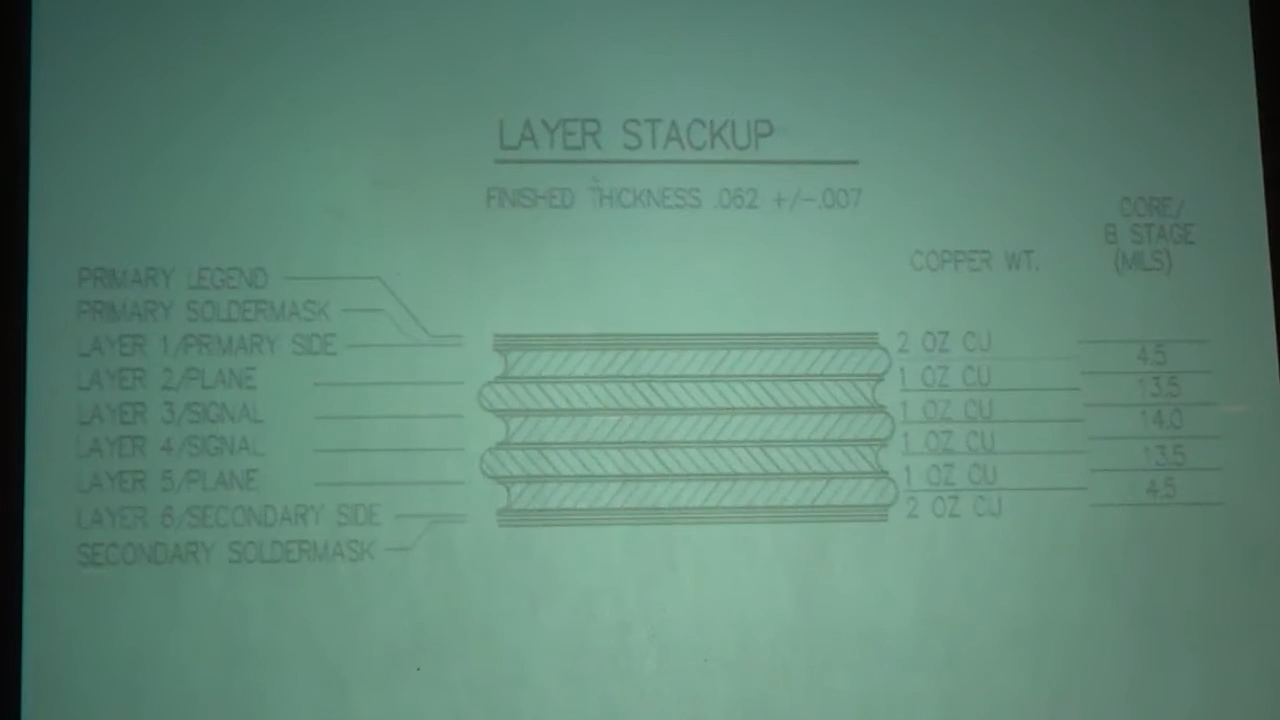 LAYER STACKUP
FINISHED THICKNESS .062 +/-.007
CORE/
B STAGE
(MILS)
COPPER WT.
PRIMARY LEGEND
PRIMARY SOLDERMASK
LAYER 1/PRIMARY SIDE
2 OZ CU
4.5
LAYER 2/PLANE
1 OZ CU
13.5
LAYER 3/SIGNAL
1 OZ CU
14.0
LAYER 4/SIGNAL
1 OZ CU
13.5
LAYER 5/PLANE
1 OZ CU
4.5
LAYER 6/SECONDARY SIDE
2 OZ CU
SECONDARY SOLDERMASK